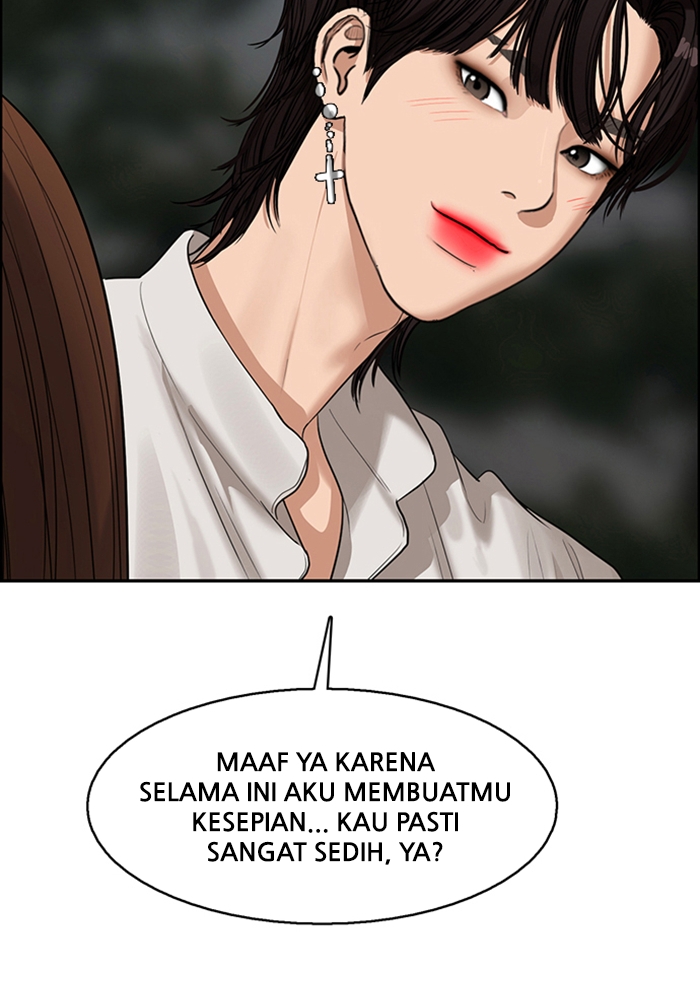 MAAF YA KARENA
SELAMA INI AKU MEMBUATMU
KESEPIAN... KAU PASTI
SANGAT SEDIH, YA?